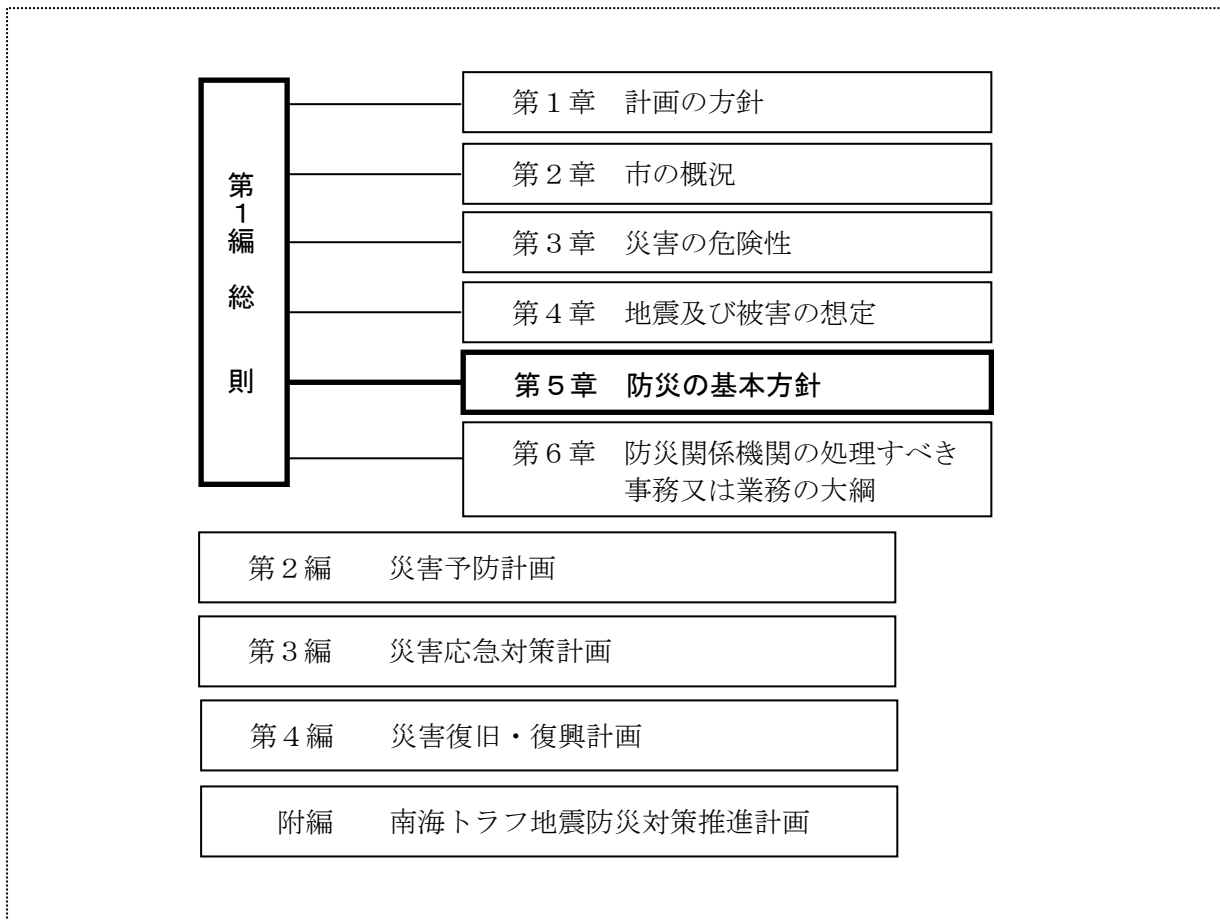 第１編　総　則
第１章　計画の方針
第２章　市の概況
第３章　災害の危険性
第４章　地震及び被害の想定
第５章　防災の基本方針
第６章　防災関係機関の処理すべき
事務又は業務の大綱
第２編　災害予防計画
第３編　災害応急対策計画
第４編　災害復旧・復興計画
附編　南海トラフ地震防災対策推進計画